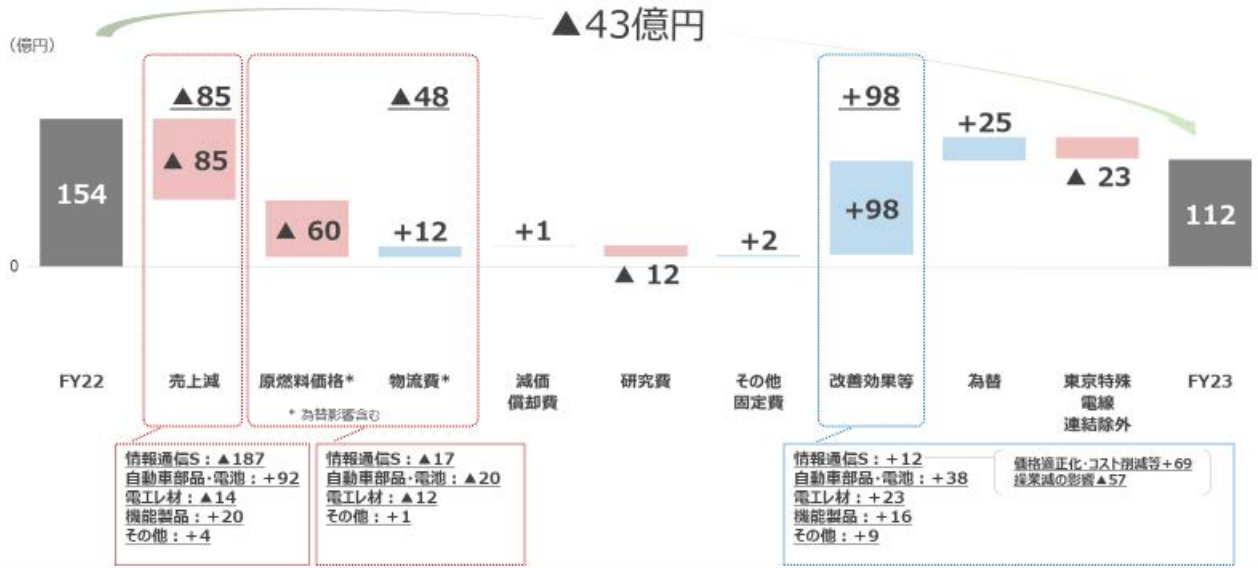 ▲43億円
(億円)
▲85
▲48
+98
+25
154
▲ 85
▲ 60
+12
+1
▲ 12
+2
+98
▲ 23
112
0
FY22
売上減
原燃料価格*
物流費*
減価
償却費
研究費
その他
固定費
改善効果等
為替
東京特殊
電線
連結除外
FY23
* 為替影響含む
情報通信S：▲187
自動車部品・電池：+92
電エレ材：▲14
機能製品：+20
その他：+4
情報通信S：▲17
自動車部品・電池：▲20
電エレ材：▲12
その他：+1
情報通信S：+12
自動車部品・電池：+38
電エレ材：+23
機能製品：+16
その他：+9
価格適正化・コスト削減等+69
操業減の影響▲57